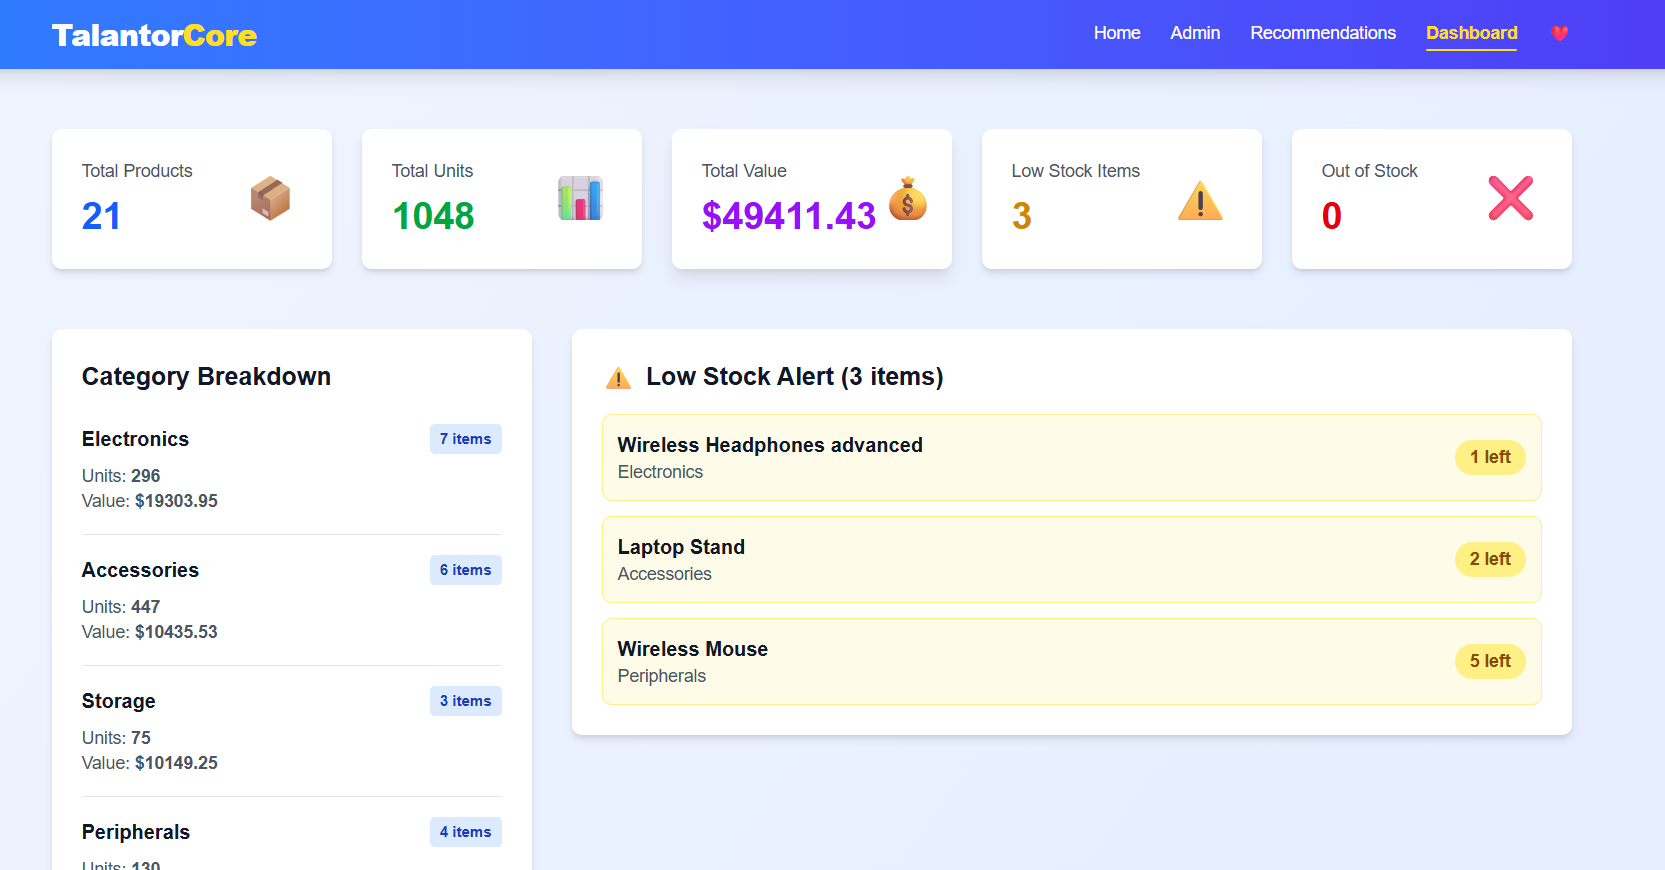 TalantorCore
Home Admin Recommendations Dashboard
Total Products
21
Total Units
1048
Total Value
$49411.43
Low Stock Items
3
Out of Stock
0
Category Breakdown
Electronics
7 items
Units: 296
Value: $19303.95
Accessories
6 items
Units: 447
Value: $10435.53
Storage
3 items
Units: 75
Value: $10149.25
Peripherals
4 items
Units: 130
Low Stock Alert (3 items)
Wireless Headphones advanced
Electronics
1 left
Laptop Stand
Accessories
2 left
Wireless Mouse
Peripherals
5 left